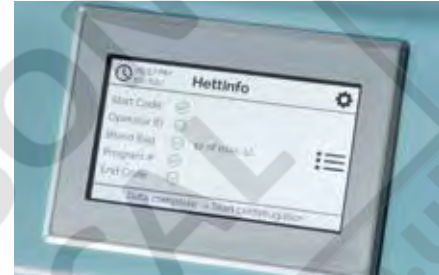 HettInfo
Start Code
Operator ID
Blood Bag
Program #
End Code
Data complete -> Start centrifugation